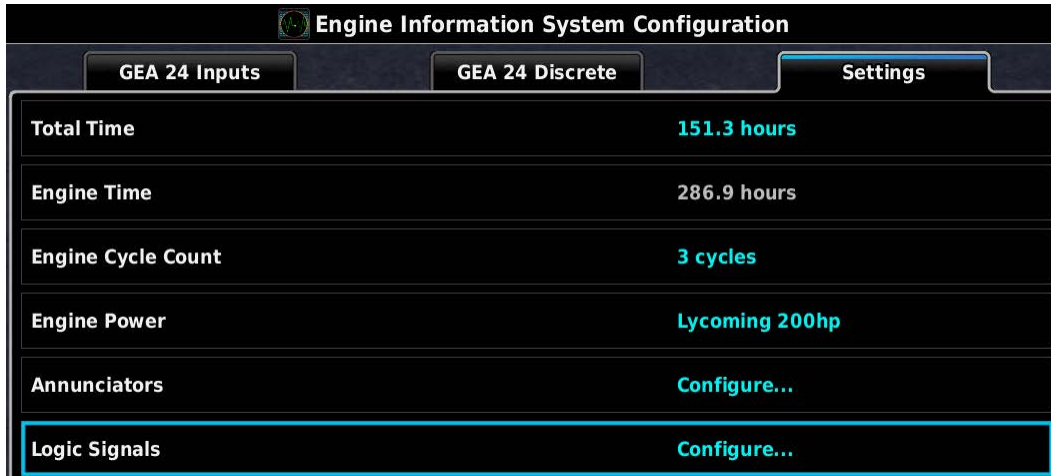 Engine Information System Configuration
GEA 24 Inputs GEA 24 Discrete Settings
Total Time 151.3 hours
Engine Time 286.9 hours
Engine Cycle Count 3 cycles
Engine Power Lycoming 200hp
Annunciators Configure...
Logic Signals Configure...